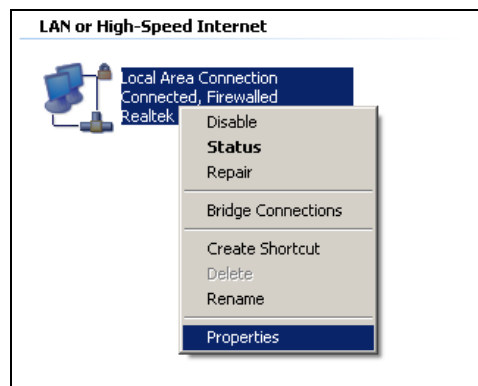 LAN or High-Speed Internet
Local Area Connection
Connected, Firewalled
Realtek
Disable
Status
Repair
Bridge Connections
Create Shortcut
Delete
Rename
Properties